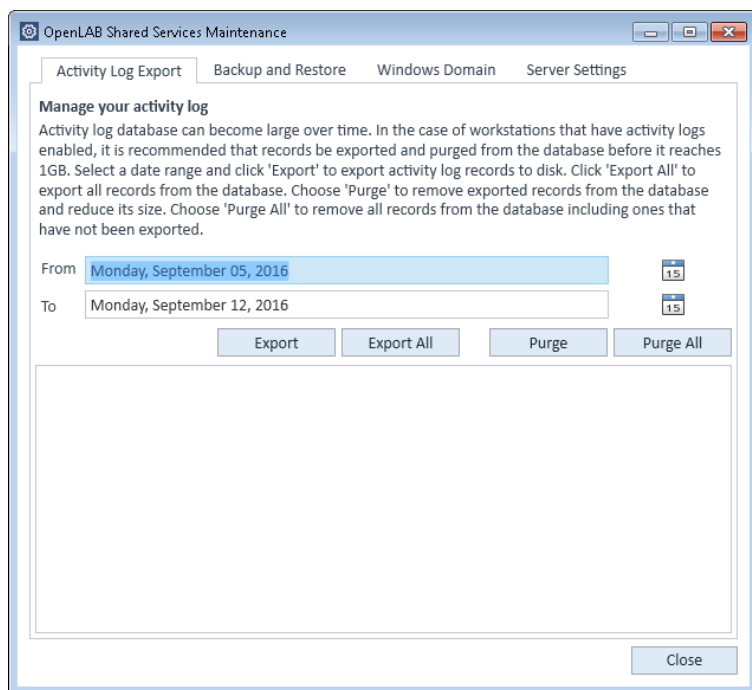 OpenLAB Shared Services Maintenance
Activity Log Export Backup and Restore Windows Domain Server Settings
Manage your activity log
Activity log database can become large over time. In the case of workstations that have activity logs
enabled, it is recommended that records be exported and purged from the database before it reaches
1GB. Select a date range and click 'Export' to export activity log records to disk. Click 'Export All' to
export all records from the database. Choose 'Purge' to remove exported records from the database
and reduce its size. Choose 'Purge All' to remove all records from the database including ones that
have not been exported.
From Monday, September 05, 2016 15
To Monday, September 12, 2016 15
Export Export All Purge Purge All
Close